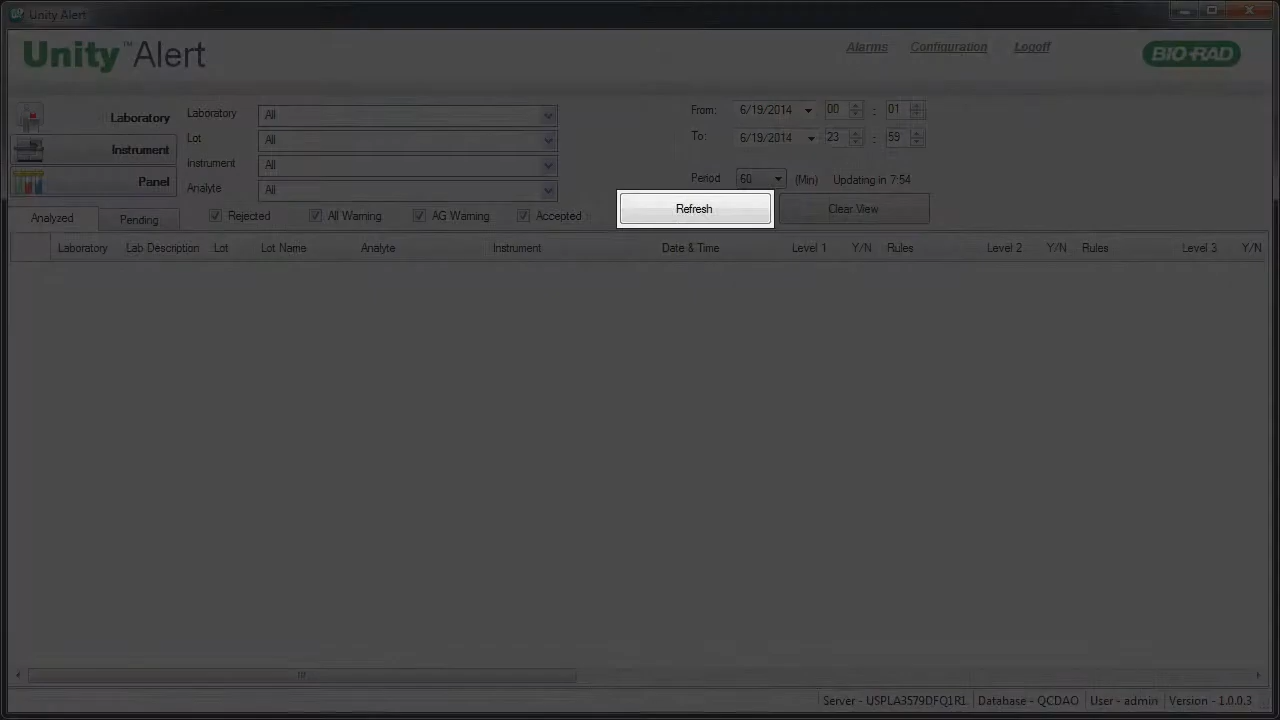 Unity Alert
Unity™Alert
Alarms Configuration Logoff
BIO-RAD
Laboratory
Instrument
Panel
Laboratory All
Lot All
Instrument All
Analyte All
From: 6/19/2014 00 : 01
To: 6/19/2014 23 : 59
Period 60 (Min) Updating in 7:54
Analyzed Pending Rejected All Warning AG Warning Accepted Refresh Clear View
Laboratory Lab Description Lot Lot Name Analyte Instrument Date & Time Level 1 Y/N Rules Level 2 Y/N Rules Level 3 Y/N
Server - USPLA3579DFQ1R1 Database - QCDAO User - admin Version - 1.0.0.3